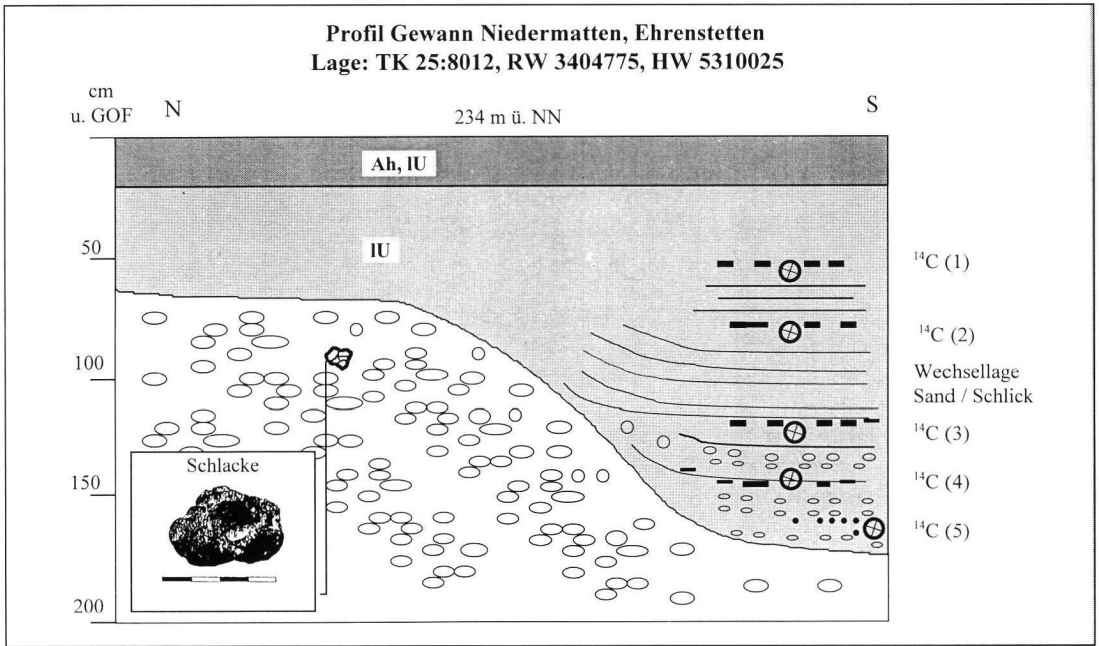 Profil Gewann Niedermatten, Ehrenstetten
Lage: TK 25:8012, RW 3404775, HW 5310025
cm
u. GOF
N
234 m ü. NN
S
Ah, lU
50
lU
¹⁴C (1)
¹⁴C (2)
100
Wechsellage
Sand / Schlick
¹⁴C (3)
Schlacke
150
¹⁴C (4)
¹⁴C (5)
200